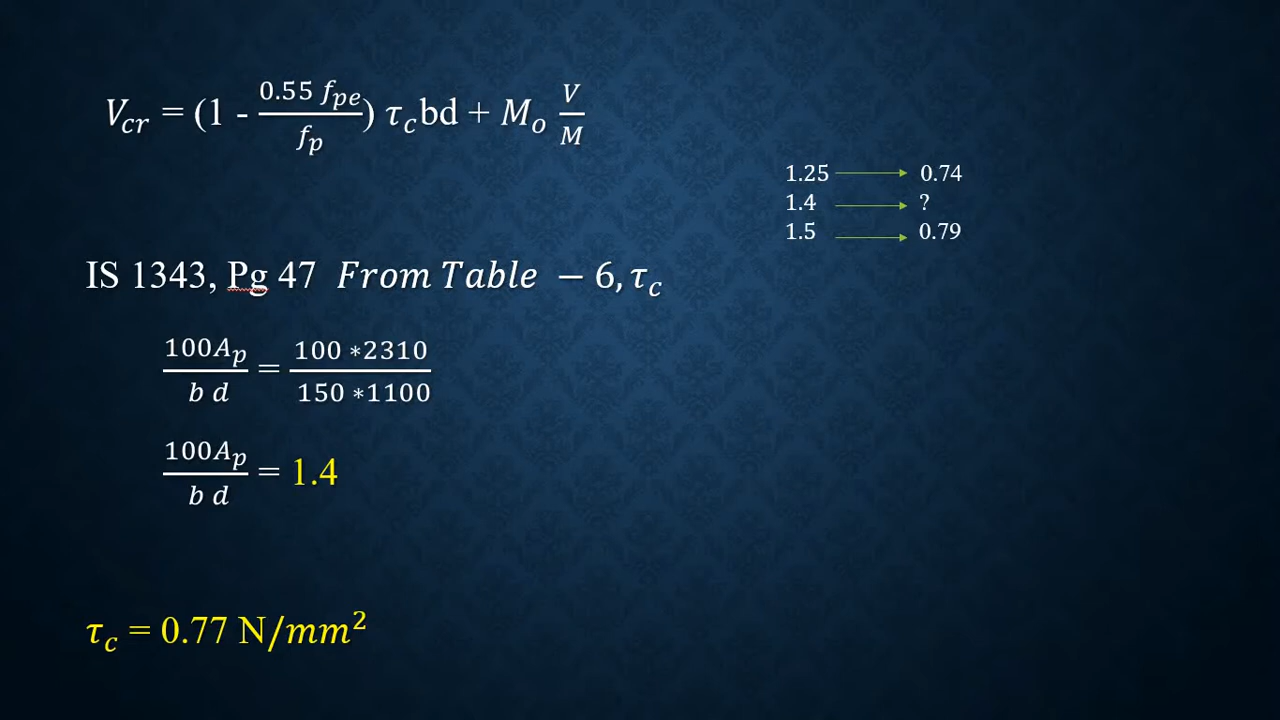 V_cr = (1 - 0.55 f_pe / f_p) τ_c bd + M_o V / M
1.25 → 0.74
1.4 → ?
1.5 → 0.79
IS 1343, Pg 47 From Table − 6, τ_c
100A_p / b d = 100 *2310 / 150 *1100
100A_p / b d = 1.4
τ_c = 0.77 N/mm²